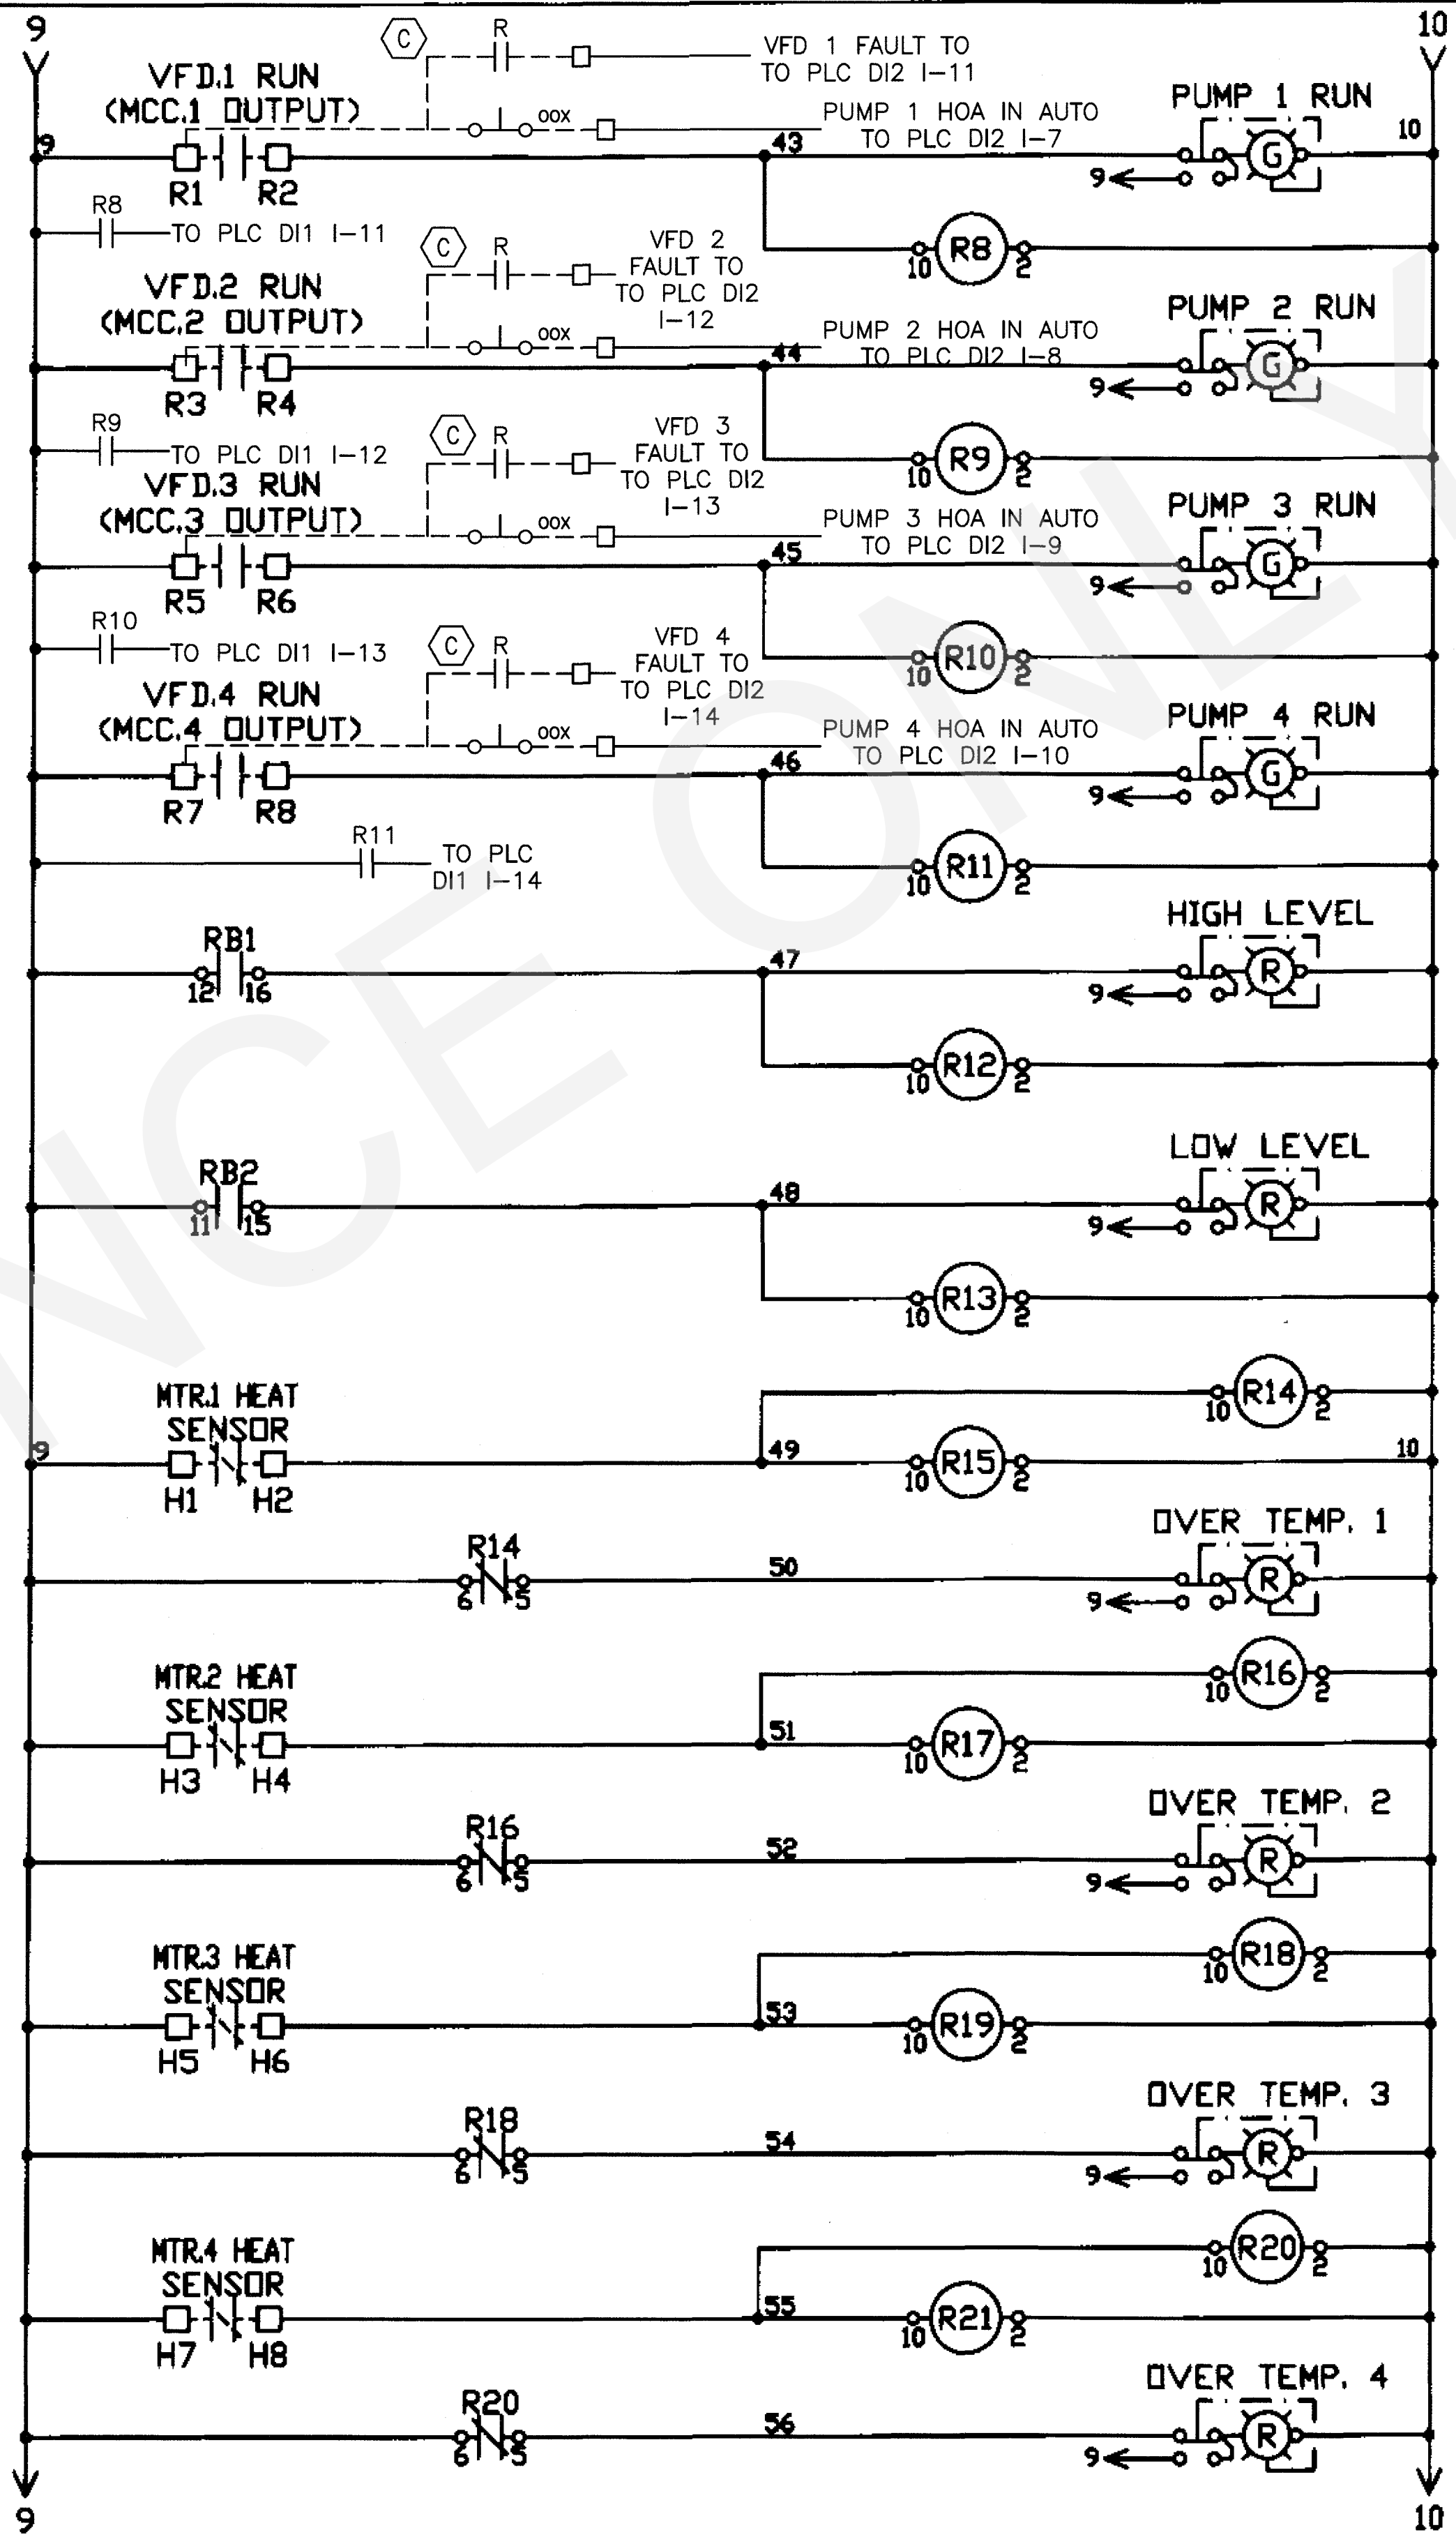 9
10
C
R
VFD 1 FAULT TO
TO PLC DI2 I-11
VFD.1 RUN
(MCC.1 OUTPUT)
OOX
PUMP 1 HOA IN AUTO
TO PLC DI2 I-7
PUMP 1 RUN
9
43
G
10
R1
R2
9
R8
TO PLC DI1 I-11
10
R8
2
C
R
VFD 2
FAULT TO
TO PLC DI2
I-12
VFD.2 RUN
(MCC.2 OUTPUT)
OOX
PUMP 2 HOA IN AUTO
TO PLC DI2 I-8
PUMP 2 RUN
44
G
R3
R4
9
R9
TO PLC DI1 I-12
10
R9
2
C
R
VFD 3
FAULT TO
TO PLC DI2
I-13
VFD.3 RUN
(MCC.3 OUTPUT)
OOX
PUMP 3 HOA IN AUTO
TO PLC DI2 I-9
PUMP 3 RUN
45
G
R5
R6
9
R10
TO PLC DI1 I-13
10
R10
2
C
R
VFD 4
FAULT TO
TO PLC DI2
I-14
VFD.4 RUN
(MCC.4 OUTPUT)
OOX
PUMP 4 HOA IN AUTO
TO PLC DI2 I-10
PUMP 4 RUN
46
G
R7
R8
9
R11
TO PLC
DI1 I-14
10
R11
2
HIGH LEVEL
RB1
12
16
47
R
9
10
R12
2
LOW LEVEL
RB2
11
15
48
R
9
10
R13
2
MTR.1 HEAT
SENSOR
10
R14
2
9
H1
H2
49
10
R15
2
10
OVER TEMP. 1
R14
6
5
50
R
9
MTR.2 HEAT
SENSOR
10
R16
2
H3
H4
51
10
R17
2
OVER TEMP. 2
R16
6
5
52
R
9
MTR.3 HEAT
SENSOR
10
R18
2
H5
H6
53
10
R19
2
OVER TEMP. 3
R18
6
5
54
R
9
MTR.4 HEAT
SENSOR
10
R20
2
H7
H8
55
10
R21
2
OVER TEMP. 4
R20
6
5
56
R
9
9
10
NCE ONLY